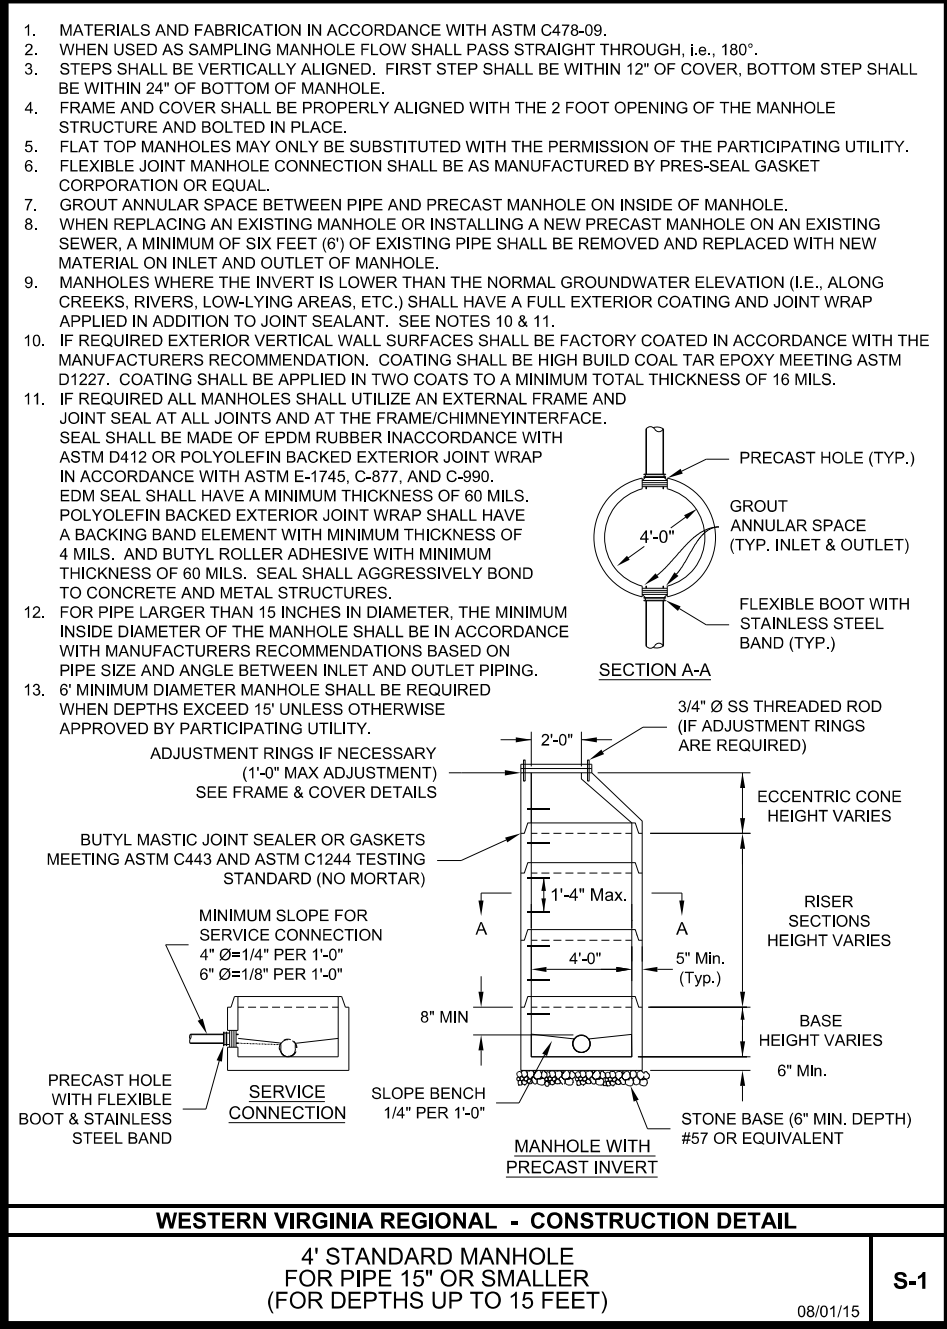 1. MATERIALS AND FABRICATION IN ACCORDANCE WITH ASTM C478-09.
2. WHEN USED AS SAMPLING MANHOLE FLOW SHALL PASS STRAIGHT THROUGH, i.e., 180°.
3. STEPS SHALL BE VERTICALLY ALIGNED. FIRST STEP SHALL BE WITHIN 12" OF COVER, BOTTOM STEP SHALL
BE WITHIN 24" OF BOTTOM OF MANHOLE.
4. FRAME AND COVER SHALL BE PROPERLY ALIGNED WITH THE 2 FOOT OPENING OF THE MANHOLE
STRUCTURE AND BOLTED IN PLACE.
5. FLAT TOP MANHOLES MAY ONLY BE SUBSTITUTED WITH THE PERMISSION OF THE PARTICIPATING UTILITY.
6. FLEXIBLE JOINT MANHOLE CONNECTION SHALL BE AS MANUFACTURED BY PRES-SEAL GASKET
CORPORATION OR EQUAL.
7. GROUT ANNULAR SPACE BETWEEN PIPE AND PRECAST MANHOLE ON INSIDE OF MANHOLE.
8. WHEN REPLACING AN EXISTING MANHOLE OR INSTALLING A NEW PRECAST MANHOLE ON AN EXISTING
SEWER, A MINIMUM OF SIX FEET (6') OF EXISTING PIPE SHALL BE REMOVED AND REPLACED WITH NEW
MATERIAL ON INLET AND OUTLET OF MANHOLE.
9. MANHOLES WHERE THE INVERT IS LOWER THAN THE NORMAL GROUNDWATER ELEVATION (I.E., ALONG
CREEKS, RIVERS, LOW-LYING AREAS, ETC.) SHALL HAVE A FULL EXTERIOR COATING AND JOINT WRAP
APPLIED IN ADDITION TO JOINT SEALANT. SEE NOTES 10 & 11.
10. IF REQUIRED EXTERIOR VERTICAL WALL SURFACES SHALL BE FACTORY COATED IN ACCORDANCE WITH THE
MANUFACTURERS RECOMMENDATION. COATING SHALL BE HIGH BUILD COAL TAR EPOXY MEETING ASTM
D1227. COATING SHALL BE APPLIED IN TWO COATS TO A MINIMUM TOTAL THICKNESS OF 16 MILS.
11. IF REQUIRED ALL MANHOLES SHALL UTILIZE AN EXTERNAL FRAME AND
JOINT SEAL AT ALL JOINTS AND AT THE FRAME/CHIMNEYINTERFACE.
SEAL SHALL BE MADE OF EPDM RUBBER INACCORDANCE WITH
ASTM D412 OR POLYOLEFIN BACKED EXTERIOR JOINT WRAP
IN ACCORDANCE WITH ASTM E-1745, C-877, AND C-990.
EDM SEAL SHALL HAVE A MINIMUM THICKNESS OF 60 MILS.
POLYOLEFIN BACKED EXTERIOR JOINT WRAP SHALL HAVE
A BACKING BAND ELEMENT WITH MINIMUM THICKNESS OF
4 MILS. AND BUTYL ROLLER ADHESIVE WITH MINIMUM
THICKNESS OF 60 MILS. SEAL SHALL AGGRESSIVELY BOND
TO CONCRETE AND METAL STRUCTURES.
12. FOR PIPE LARGER THAN 15 INCHES IN DIAMETER, THE MINIMUM
INSIDE DIAMETER OF THE MANHOLE SHALL BE IN ACCORDANCE
WITH MANUFACTURERS RECOMMENDATIONS BASED ON
PIPE SIZE AND ANGLE BETWEEN INLET AND OUTLET PIPING.
13. 6' MINIMUM DIAMETER MANHOLE SHALL BE REQUIRED
WHEN DEPTHS EXCEED 15' UNLESS OTHERWISE
APPROVED BY PARTICIPATING UTILITY.
PRECAST HOLE (TYP.)
GROUT
ANNULAR SPACE
(TYP. INLET & OUTLET)
4'-0"
FLEXIBLE BOOT WITH
STAINLESS STEEL
BAND (TYP.)
SECTION A-A
3/4" Ø SS THREADED ROD
(IF ADJUSTMENT RINGS
ARE REQUIRED)
2'-0"
ADJUSTMENT RINGS IF NECESSARY
(1'-0" MAX ADJUSTMENT)
SEE FRAME & COVER DETAILS
ECCENTRIC CONE
HEIGHT VARIES
BUTYL MASTIC JOINT SEALER OR GASKETS
MEETING ASTM C443 AND ASTM C1244 TESTING
STANDARD (NO MORTAR)
1'-4" Max.
A
A
RISER
SECTIONS
HEIGHT VARIES
4'-0"
5" Min.
(Typ.)
MINIMUM SLOPE FOR
SERVICE CONNECTION
4" Ø=1/4" PER 1'-0"
6" Ø=1/8" PER 1'-0"
8" MIN
BASE
HEIGHT VARIES
6" Min.
PRECAST HOLE
WITH FLEXIBLE
BOOT & STAINLESS
STEEL BAND
SERVICE
CONNECTION
SLOPE BENCH
1/4" PER 1'-0"
STONE BASE (6" MIN. DEPTH)
#57 OR EQUIVALENT
MANHOLE WITH
PRECAST INVERT
WESTERN VIRGINIA REGIONAL - CONSTRUCTION DETAIL
4' STANDARD MANHOLE
FOR PIPE 15" OR SMALLER
(FOR DEPTHS UP TO 15 FEET)
08/01/15
S-1